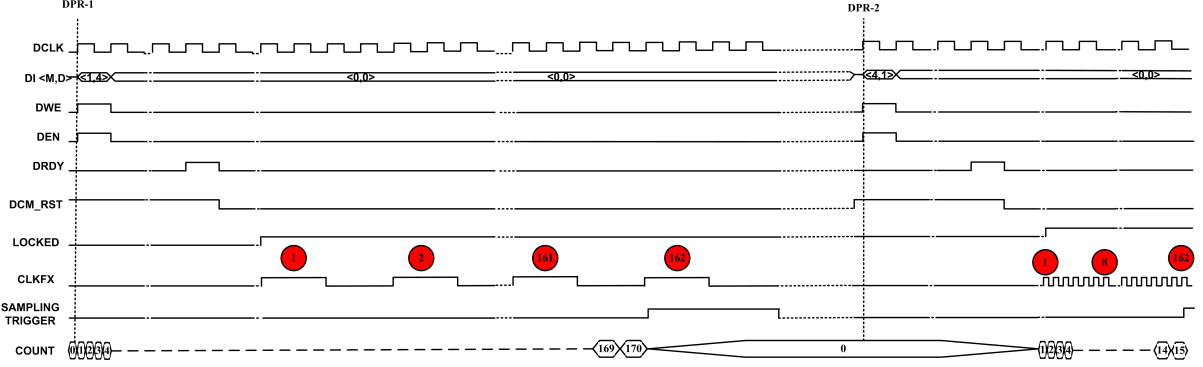 DPR-1 DPR-2
DCLK
DI <M,D> <1,4> <0,0> <0,0> <4,1> <0,0>
DWE
DEN
DRDY
DCM_RST
LOCKED
1 2 161 162 1 8 162
CLKFX
SAMPLING
TRIGGER
COUNT 0 1 2 3 4 169 170 0 1 2 3 4 14 15